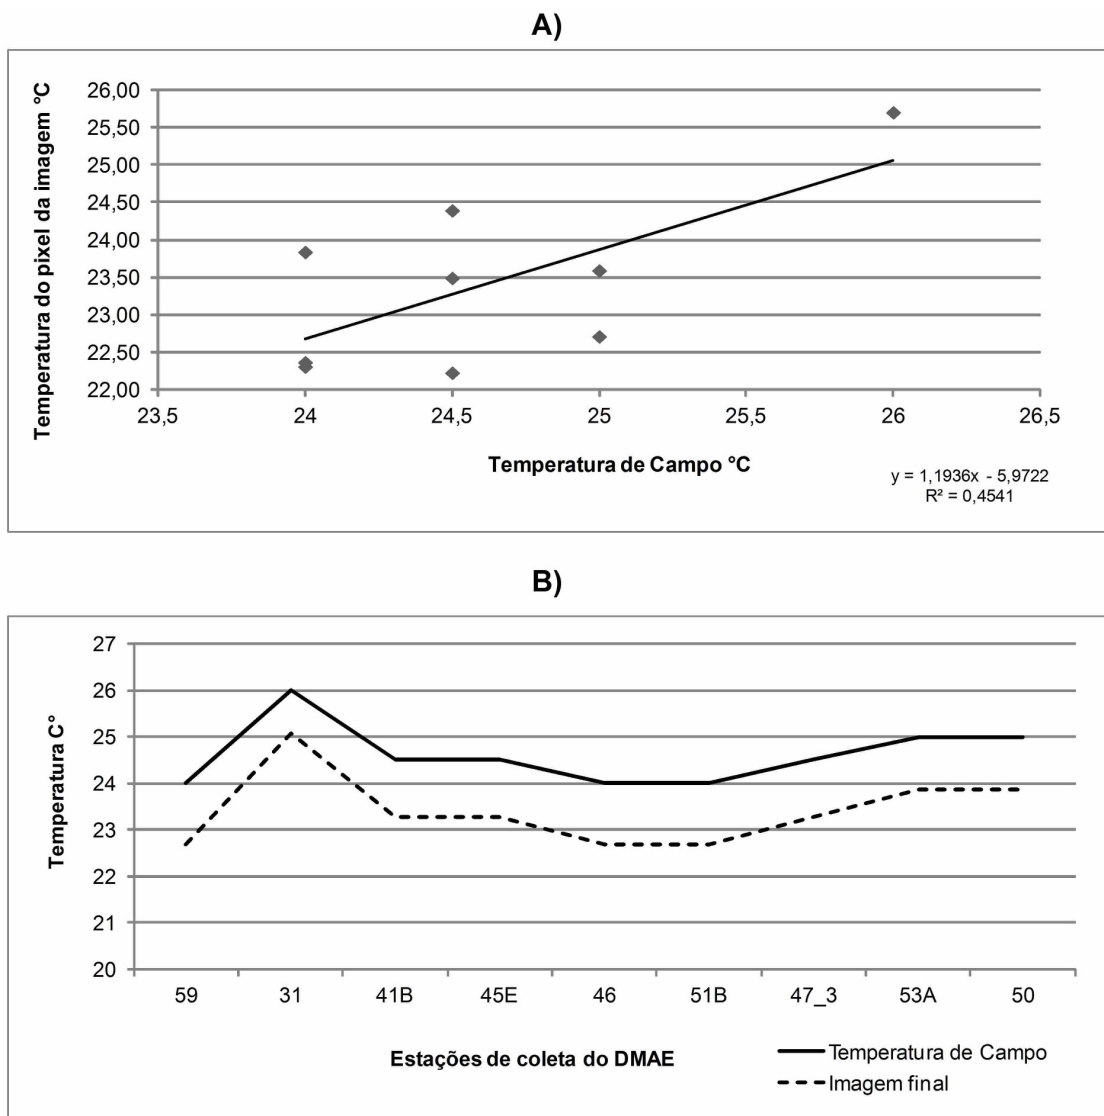 A)
Temperatura do pixel da imagem °C
26,00
25,50
25,00
24,50
24,00
23,50
23,00
22,50
22,00
23,5 24 24,5 25 25,5 26 26,5
Temperatura de Campo °C
y = 1,1936x - 5,9722
R² = 0,4541
B)
Temperatura C°
27
26
25
24
23
22
21
20
59 31 41B 45E 46 51B 47_3 53A 50
Estações de coleta do DMAE
Temperatura de Campo
Imagem final